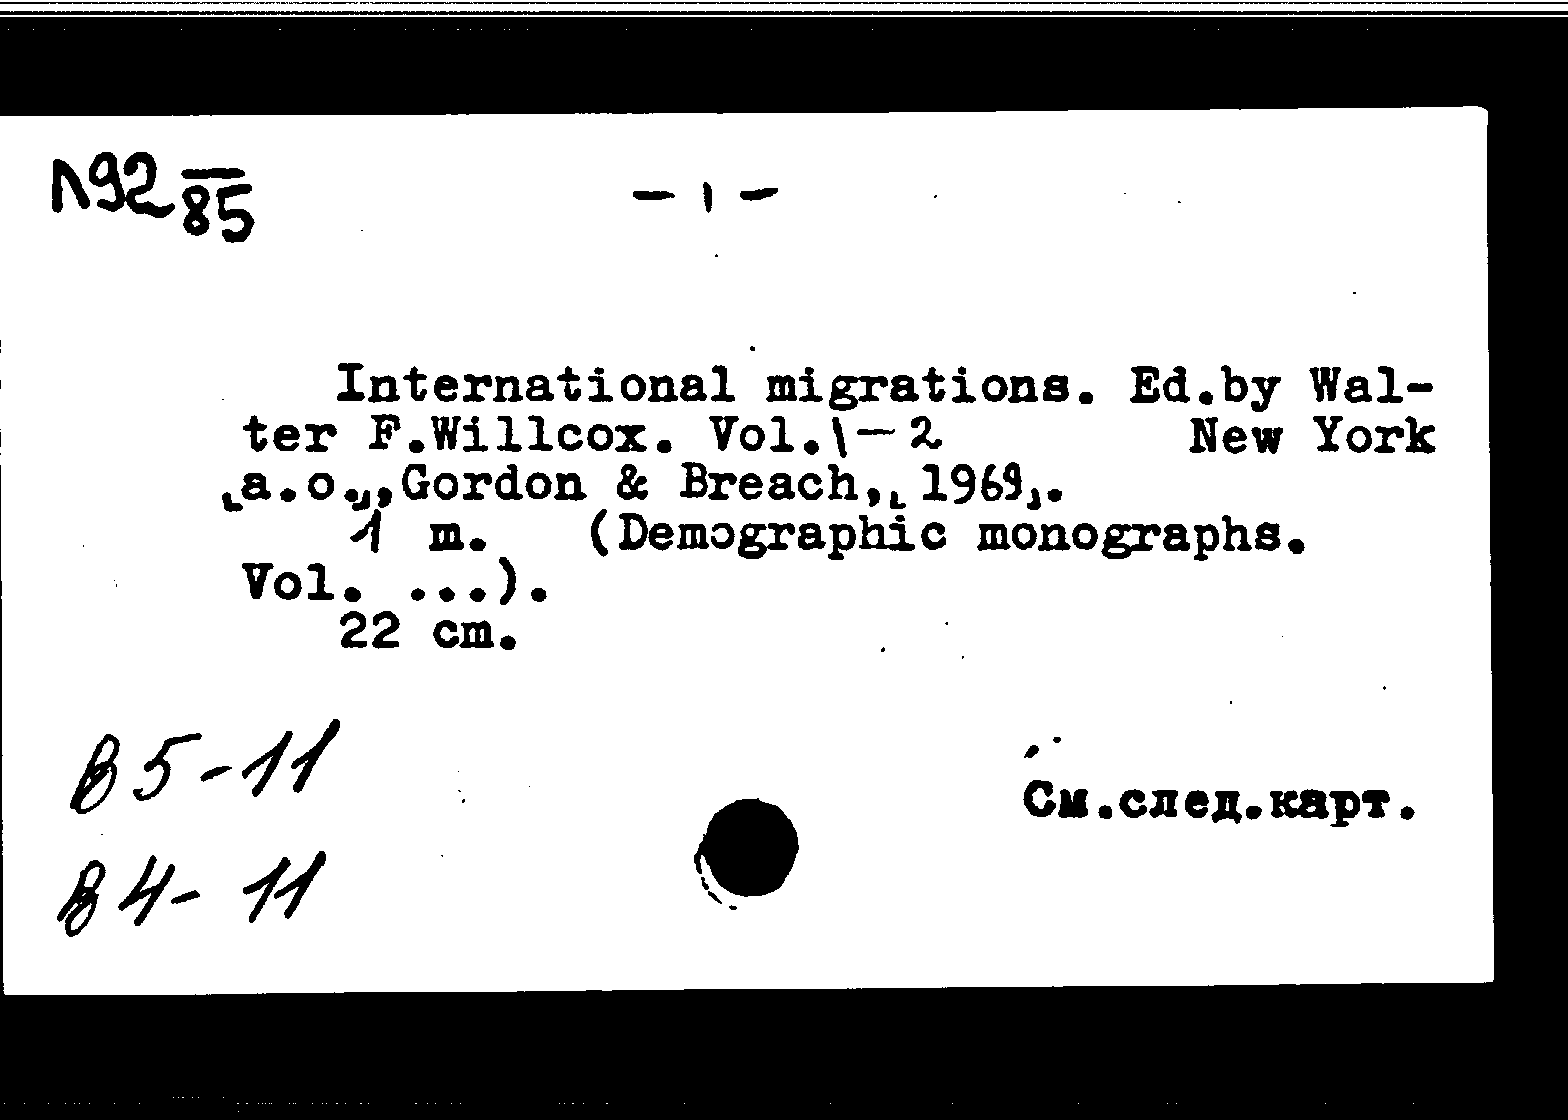 Л92 85
- 1 -
International migrations. Ed.by Wal-
ter F.Willcox. Vol.1-2 New York
[a.o.],Gordon & Breach,[1969].
1 m. (Demographic monographs.
Vol. ...).
22 cm.
В5-11
См.след.карт.
В4-11